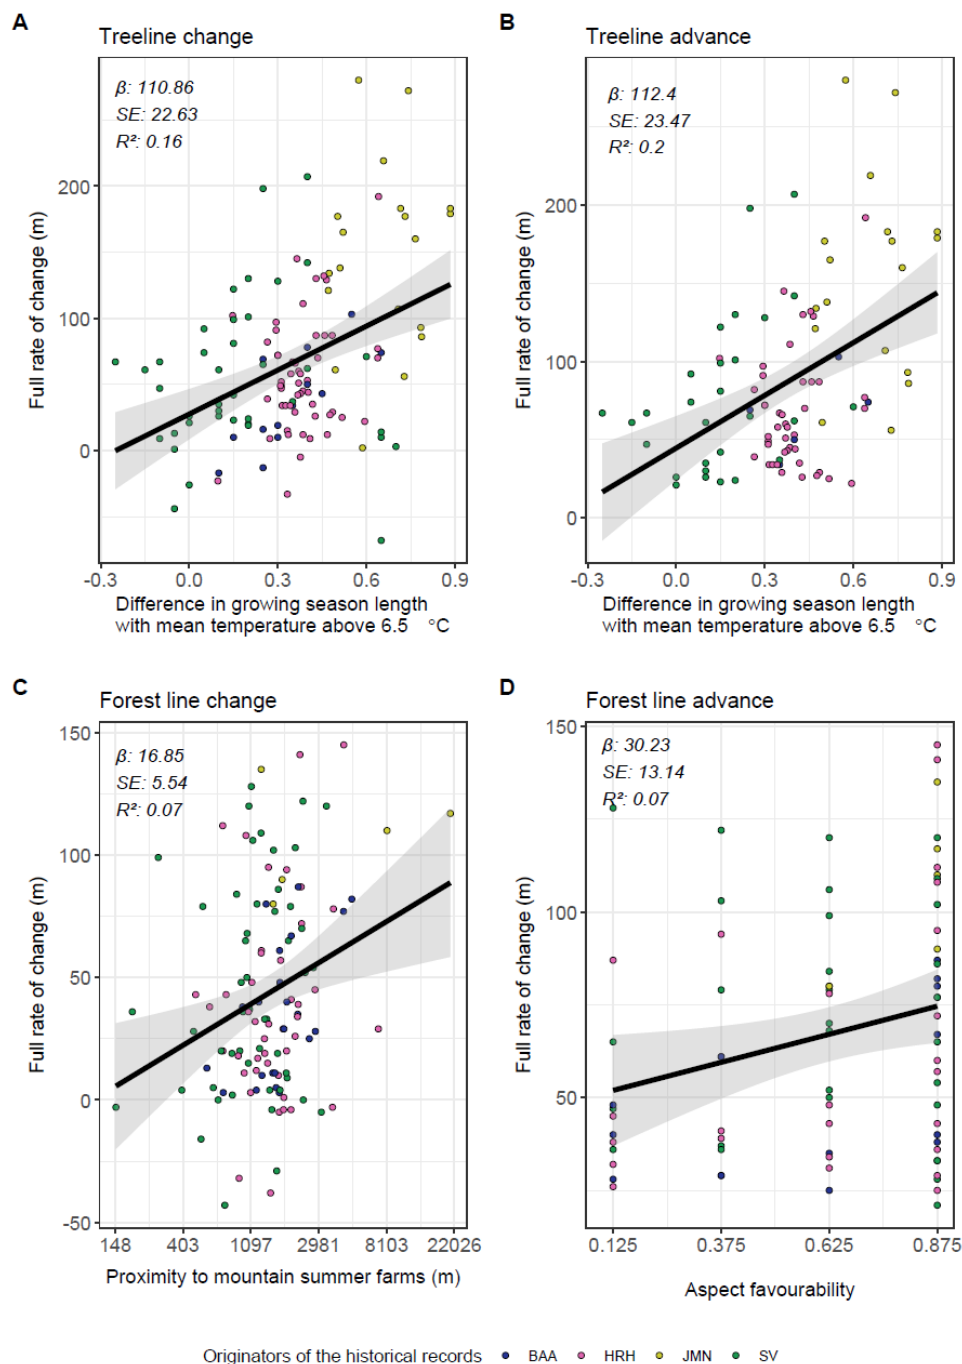 A
Treeline change
β: 110.86
SE: 22.63
R²: 0.16
Full rate of change (m)
200
100
0
-0.3
0.0
0.3
0.6
0.9
Difference in growing season length
with mean temperature above 6.5 °C
B
Treeline advance
β: 112.4
SE: 23.47
R²: 0.2
Full rate of change (m)
200
100
0
-0.3
0.0
0.3
0.6
0.9
Difference in growing season length
with mean temperature above 6.5 °C
C
Forest line change
β: 16.85
SE: 5.54
R²: 0.07
Full rate of change (m)
150
100
50
0
-50
148
403
1097
2981
8103
22026
Proximity to mountain summer farms (m)
D
Forest line advance
β: 30.23
SE: 13.14
R²: 0.07
Full rate of change (m)
150
100
50
0.125
0.375
0.625
0.875
Aspect favourability
Originators of the historical records BAA HRH JMN SV